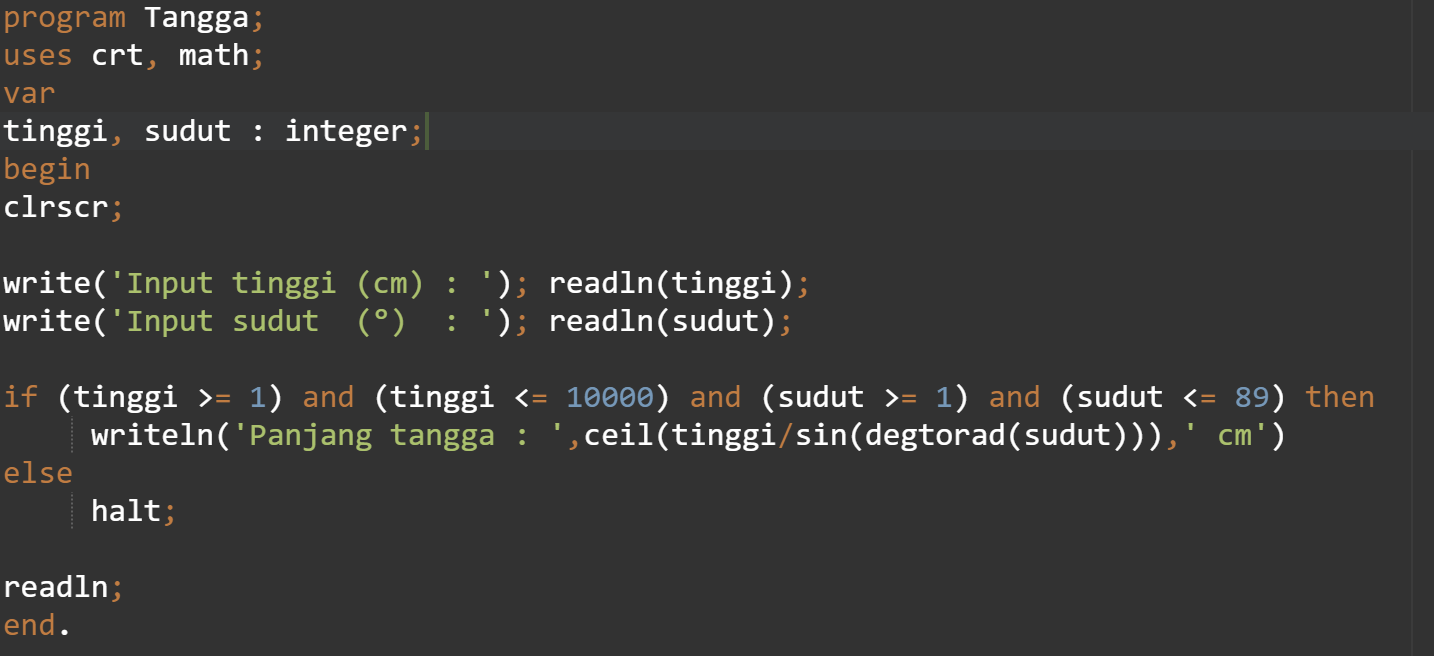 program Tangga;
uses crt, math;
var
tinggi, sudut : integer;
begin
clrscr;
write('Input tinggi (cm) : '); readln(tinggi);
write('Input sudut  (°)  : '); readln(sudut);
if (tinggi >= 1) and (tinggi <= 10000) and (sudut >= 1) and (sudut <= 89) then
     writeln('Panjang tangga : ',ceil(tinggi/sin(degtorad(sudut))),' cm')
else
     halt;
readln;
end.